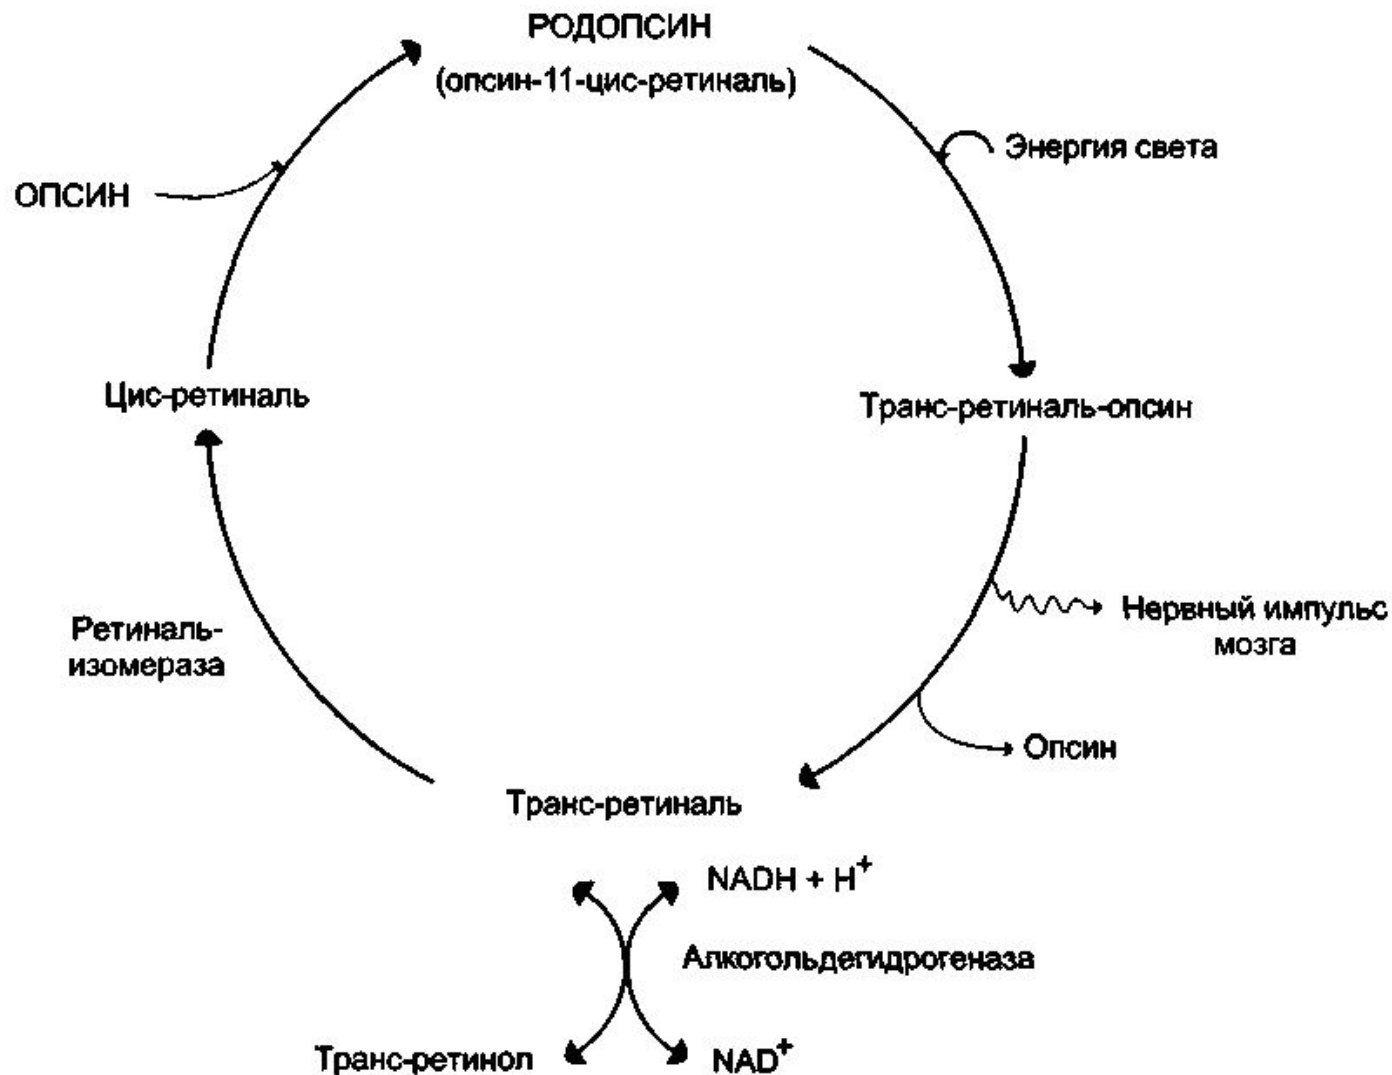 РОДОПСИН
(опсин-11-цис-ретиналь)
Энергия света
ОПСИН
Цис-ретиналь
Транс-ретиналь-опсин
Ретиналь-
изомераза
Нервный импульс
мозга
Опсин
Транс-ретиналь
NADH + H⁺
Алкогольдегидрогеназа
Транс-ретинол
NAD⁺